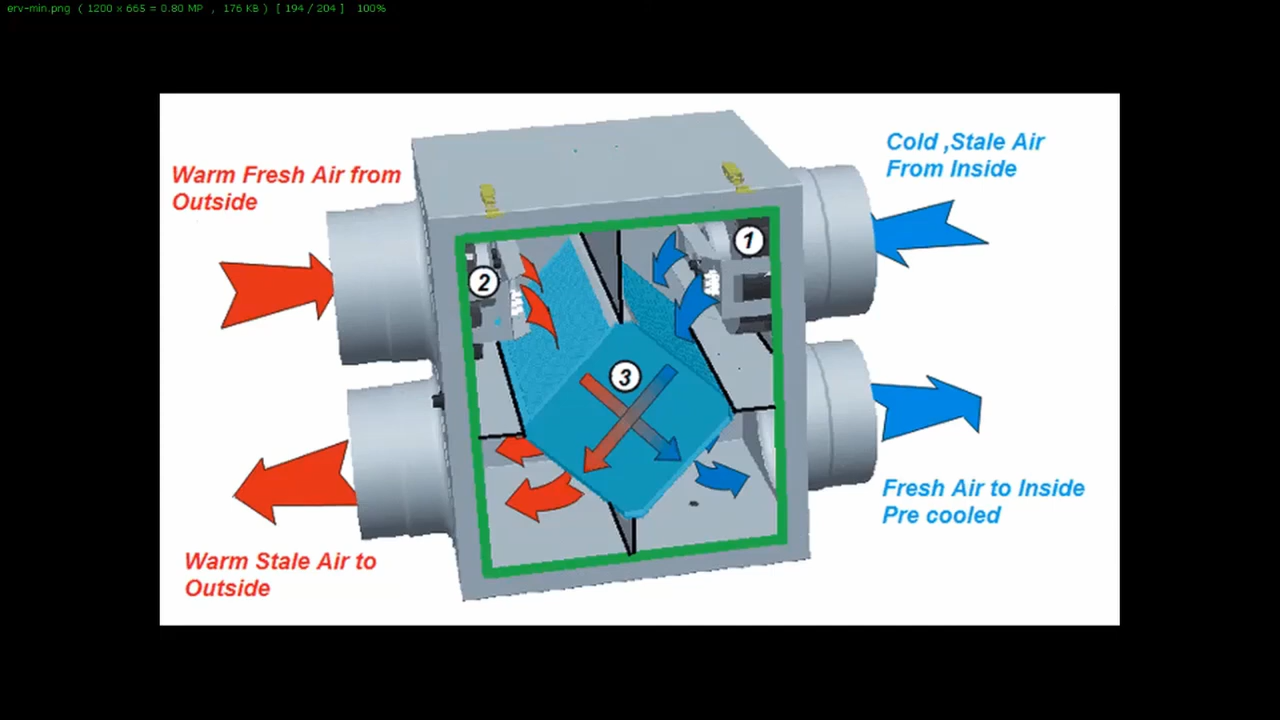 erv-min.png ( 1200 x 665 = 0.80 MP , 176 KB ) [ 194 / 204 ] 100%
Warm Fresh Air from
Outside
Cold ,Stale Air
From Inside
1
2
3
Fresh Air to Inside
Pre cooled
Warm Stale Air to
Outside